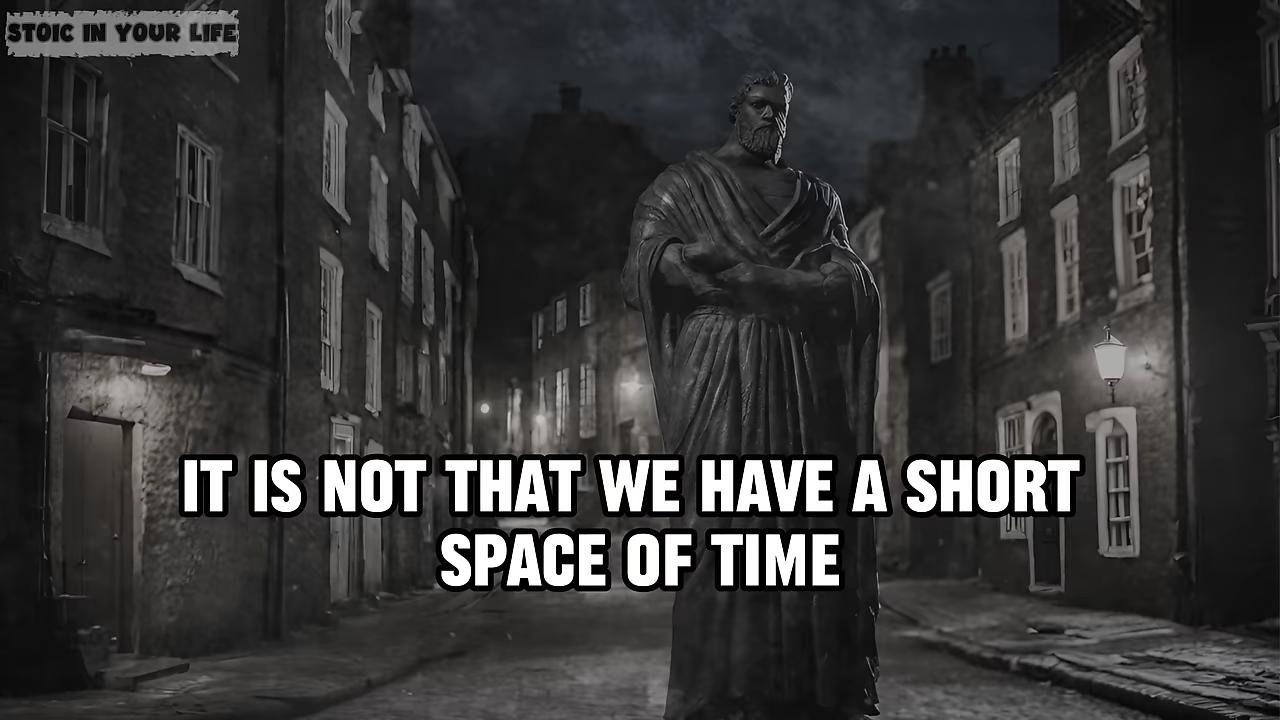 STOIC IN YOUR LIFE
IT IS NOT THAT WE HAVE A SHORT
SPACE OF TIME